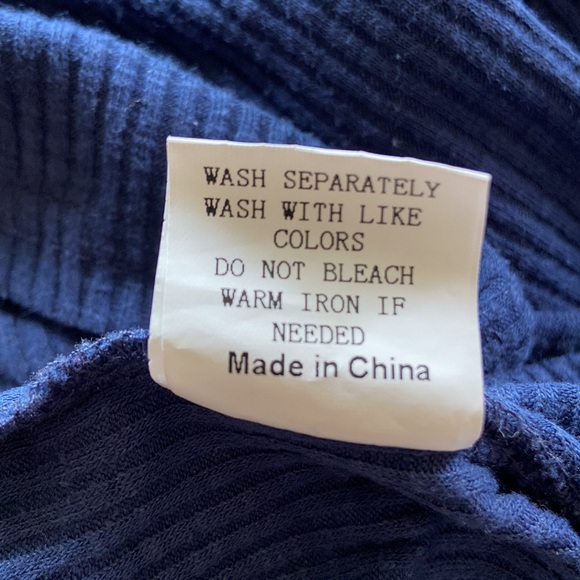 WASH SEPARATELY
WASH WITH LIKE
COLORS
DO NOT BLEACH
WARM IRON IF
NEEDED
Made in China